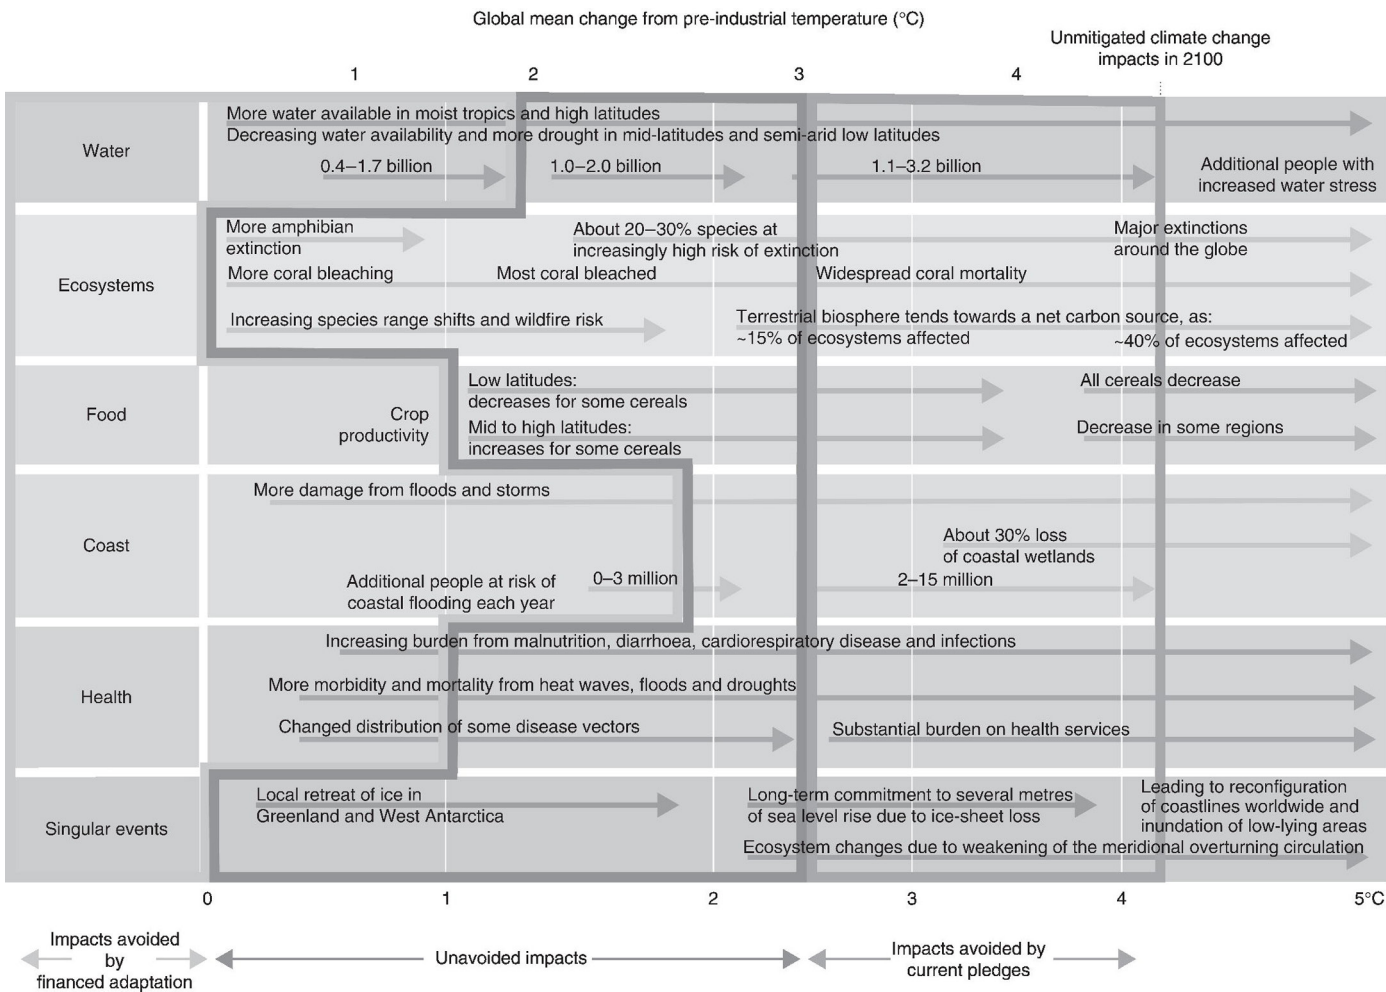 Global mean change from pre-industrial temperature (°C)
Unmitigated climate change
impacts in 2100
1 2 3 4
Water
More water available in moist tropics and high latitudes
Decreasing water availability and more drought in mid-latitudes and semi-arid low latitudes
0.4–1.7 billion 1.0–2.0 billion 1.1–3.2 billion
Additional people with
increased water stress
Ecosystems
More amphibian
extinction
About 20–30% species at
increasingly high risk of extinction
Major extinctions
around the globe
More coral bleaching Most coral bleached Widespread coral mortality
Increasing species range shifts and wildfire risk
Terrestrial biosphere tends towards a net carbon source, as:
~15% of ecosystems affected ~40% of ecosystems affected
Food
Crop
productivity
Low latitudes:
decreases for some cereals
All cereals decrease
Mid to high latitudes:
increases for some cereals
Decrease in some regions
Coast
More damage from floods and storms
About 30% loss
of coastal wetlands
Additional people at risk of
coastal flooding each year
0–3 million 2–15 million
Health
Increasing burden from malnutrition, diarrhoea, cardiorespiratory disease and infections
More morbidity and mortality from heat waves, floods and droughts
Changed distribution of some disease vectors Substantial burden on health services
Singular events
Local retreat of ice in
Greenland and West Antarctica
Long-term commitment to several metres
of sea level rise due to ice-sheet loss
Leading to reconfiguration
of coastlines worldwide and
inundation of low-lying areas
Ecosystem changes due to weakening of the meridional overturning circulation
0 1 2 3 4 5°C
Impacts avoided
by
financed adaptation
Unavoided impacts
Impacts avoided by
current pledges